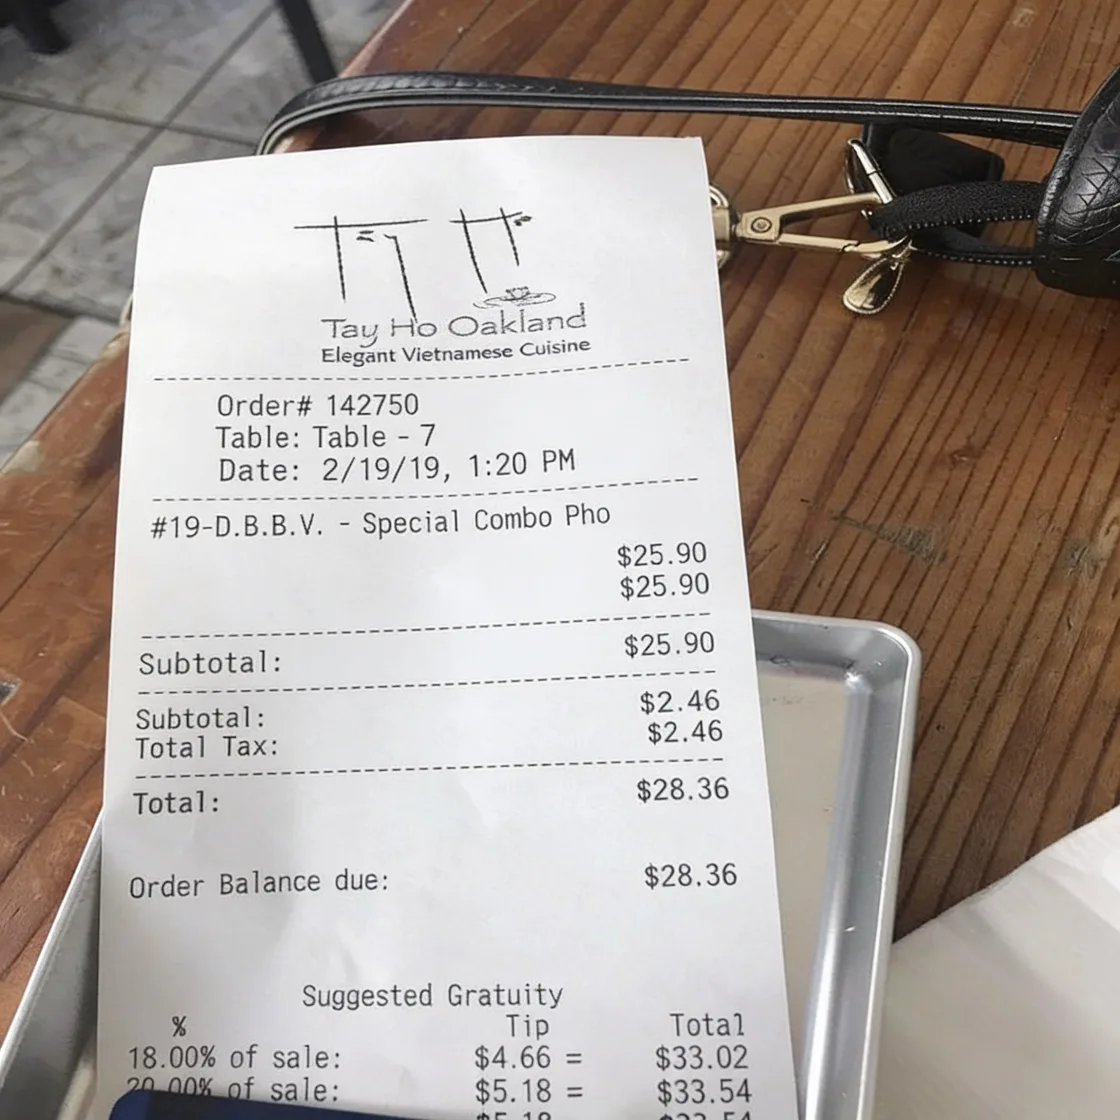 Tay Ho Oakland
Elegant Vietnamese Cuisine
Order# 142750
Table: Table - 7
Date: 2/19/19, 1:20 PM
#19-D.B.B.V. - Special Combo Pho
$25.90
$25.90
Subtotal: $25.90
Subtotal: $2.46
Total Tax: $2.46
Total: $28.36
Order Balance due: $28.36
Suggested Gratuity
% Tip Total
18.00% of sale: $4.66 = $33.02
20.00% of sale: $5.18 = $33.54